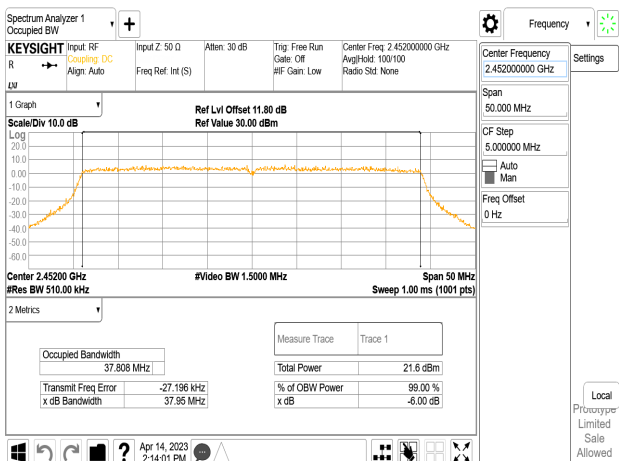 Spectrum Analyzer 1
Occupied BW
Frequency
KEYSIGHT Input: RF Input Z: 50 Ω Atten: 30 dB Trig: Free Run Center Freq: 2.452000000 GHz
Coupling: DC Gate: Off Avg|Hold: 100/100
R Align: Auto Freq Ref: Int (S) #IF Gain: Low Radio Std: None
LXI
Center Frequency
2.452000000 GHz
Settings
Span
50.000 MHz
CF Step
5.000000 MHz
Auto
Man
Freq Offset
0 Hz
1 Graph
Ref Lvl Offset 11.80 dB
Scale/Div 10.0 dB Ref Value 30.00 dBm
Log
20.0
10.0
0.00
-10.0
-20.0
-30.0
-40.0
-50.0
-60.0
Center 2.45200 GHz #Video BW 1.5000 MHz Span 50 MHz
#Res BW 510.00 kHz Sweep 1.00 ms (1001 pts)
2 Metrics
Measure Trace Trace 1
Occupied Bandwidth
37.808 MHz
Total Power 21.6 dBm
Transmit Freq Error -27.196 kHz % of OBW Power 99.00 %
x dB Bandwidth 37.95 MHz x dB -6.00 dB
Local
Prototype
Limited
Sale
Allowed
? Apr 14, 2023
2:14:01 PM